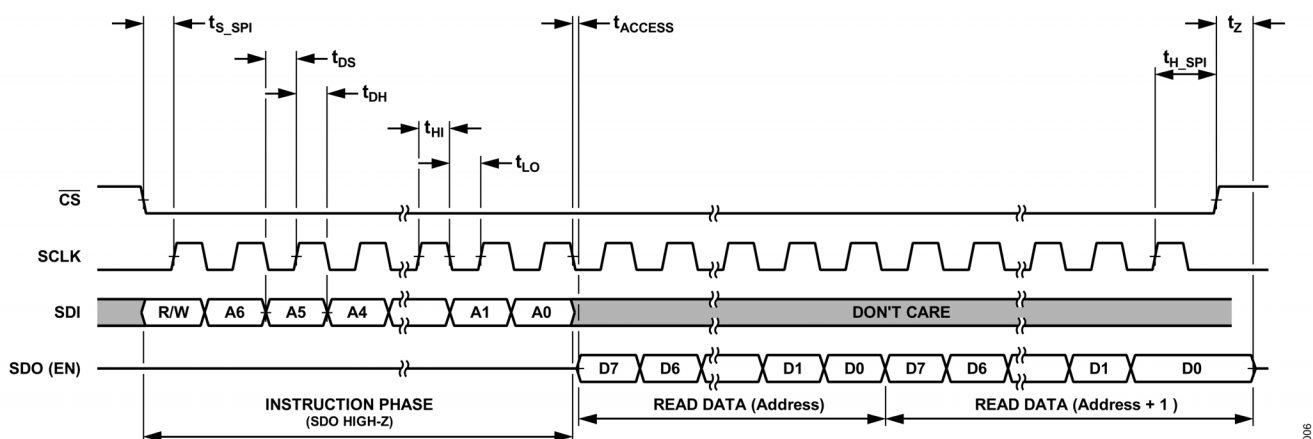 tS_SPI
tACCESS
tZ
tDS
tH_SPI
tDH
tHI
tLO
CS
SCLK
SDI R/W A6 A5 A4 A1 A0 DON'T CARE
SDO (EN) D7 D6 D1 D0 D7 D6 D1 D0
INSTRUCTION PHASE
(SDO HIGH-Z)
READ DATA (Address)
READ DATA (Address + 1 )
006